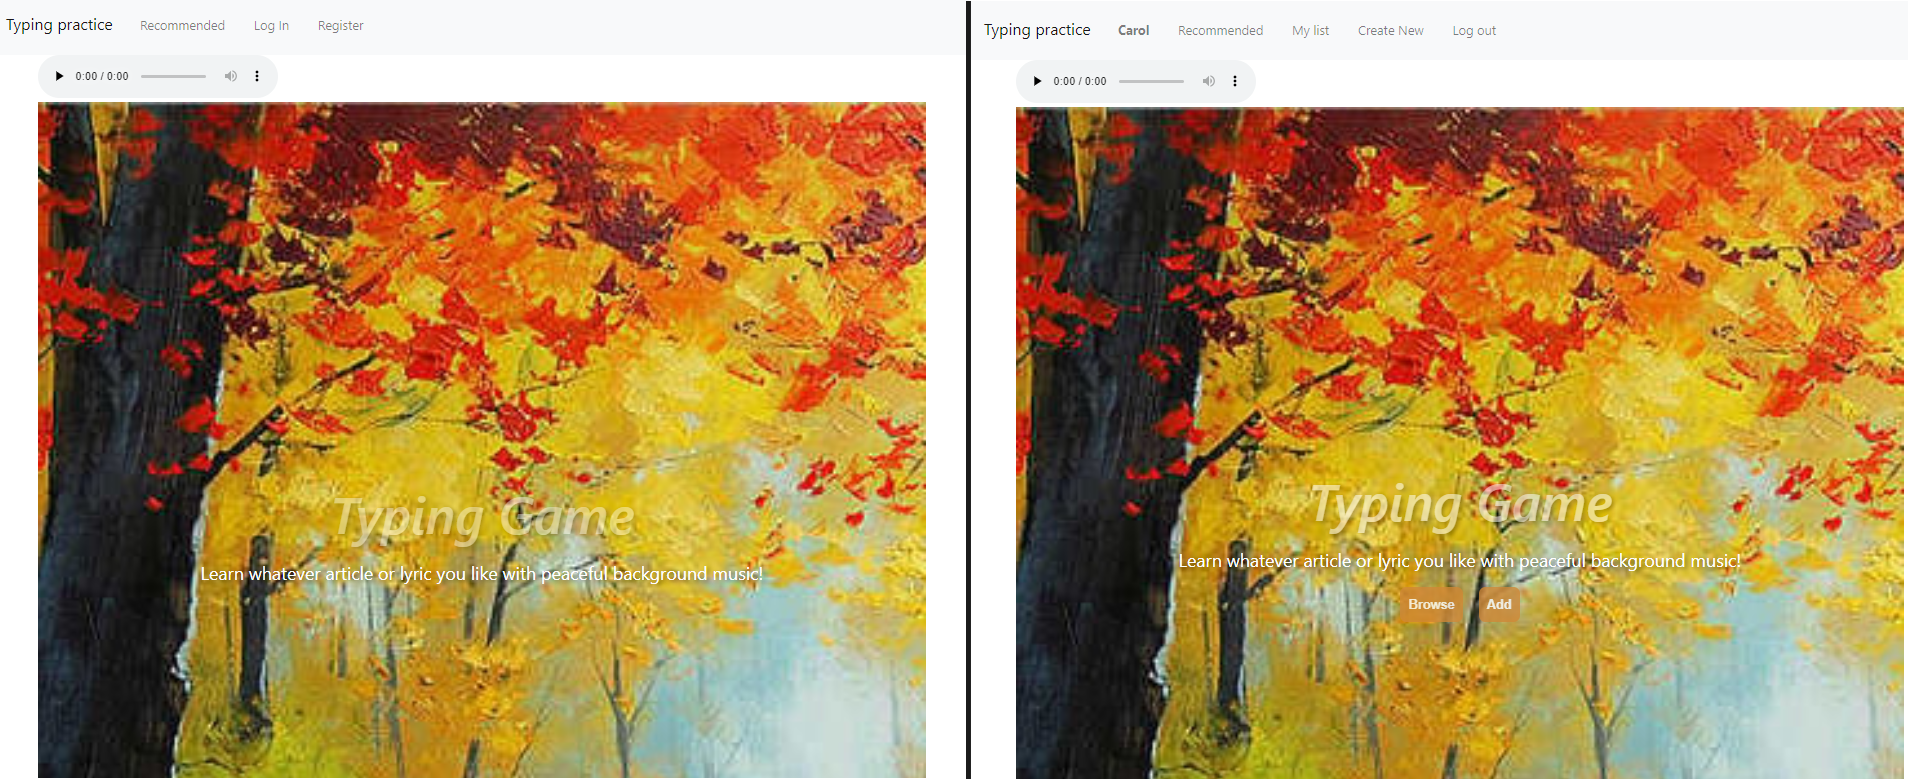 Typing practice Recommended Log In Register
0:00 / 0:00
Typing Game
Learn whatever article or lyric you like with peaceful background music!
Typing practice Carol Recommended My list Create New Log out
0:00 / 0:00
Typing Game
Learn whatever article or lyric you like with peaceful background music!
Browse Add